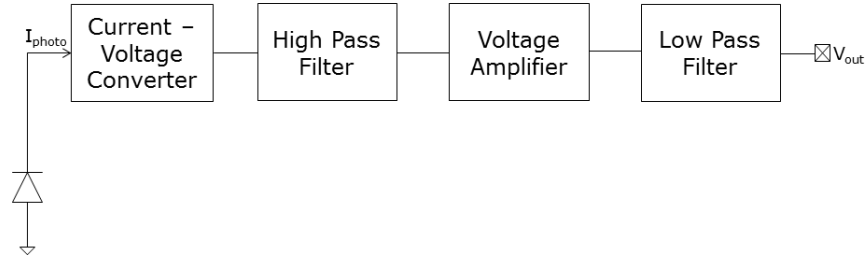 I_photo
Current –
Voltage
Converter
High Pass
Filter
Voltage
Amplifier
Low Pass
Filter
V_out